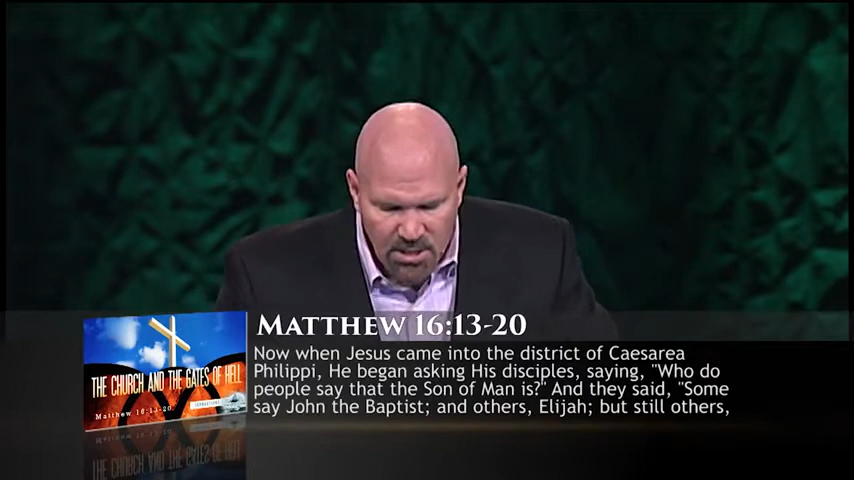 MATTHEW 16:13-20
Now when Jesus came into the district of Caesarea
Philippi, He began asking His disciples, saying, "Who do
people say that the Son of Man is?" And they said, "Some
say John the Baptist; and others, Elijah; but still others,
THE CHURCH AND THE GATES OF HELL
Matthew 16:13-20